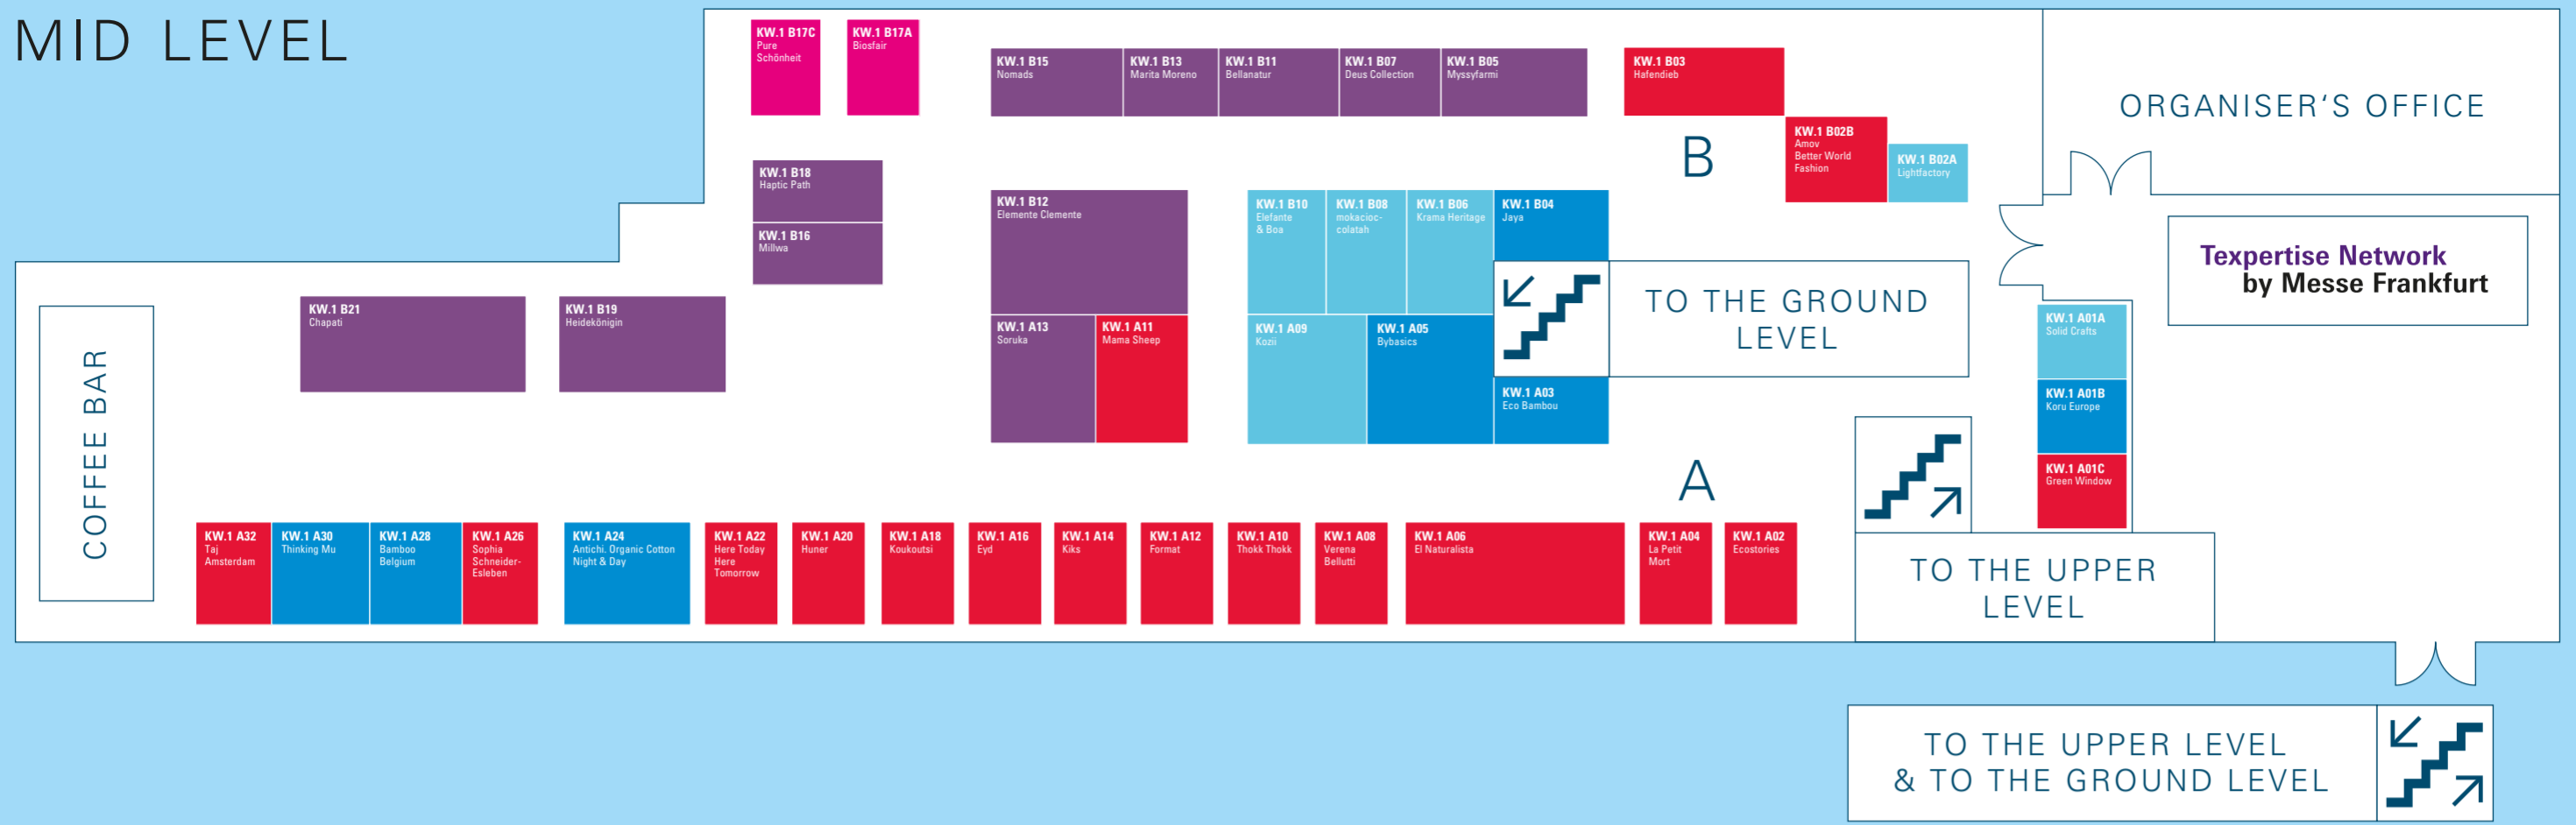 MID LEVEL
KW.1 B17C
Pure
Schönheit
KW.1 B17A
Biosfair
KW.1 B15
Nomads
KW.1 B13
Marita Moreno
KW.1 B11
Bellanatur
KW.1 B07
Deus Collection
KW.1 B05
Myssyfarmi
KW.1 B03
Hafendieb
ORGANISER‘S OFFICE
KW.1 B02B
Amov
Better World
Fashion
KW.1 B02A
Lightfactory
B
KW.1 B18
Haptic Path
KW.1 B16
Millwa
KW.1 B12
Elemente Clemente
KW.1 B10
Elefante
& Boa
KW.1 B08
mokacioc-
colatah
KW.1 B06
Krama Heritage
KW.1 B04
Jaya
Texpertise Network
by Messe Frankfurt
TO THE GROUND
LEVEL
KW.1 B21
Chapati
KW.1 B19
Heidekönigin
KW.1 A13
Soruka
KW.1 A11
Mama Sheep
KW.1 A09
Kozii
KW.1 A05
Bybasics
KW.1 A03
Eco Bambou
KW.1 A01A
Solid Crafts
KW.1 A01B
Koru Europe
KW.1 A01C
Green Window
COFFEE BAR
A
KW.1 A32
Taj
Amsterdam
KW.1 A30
Thinking Mu
KW.1 A28
Bamboo
Belgium
KW.1 A26
Sophia
Schneider-
Esleben
KW.1 A24
Antichi. Organic Cotton
Night & Day
KW.1 A22
Here Today
Here
Tomorrow
KW.1 A20
Huner
KW.1 A18
Koukoutsi
KW.1 A16
Eyd
KW.1 A14
Kiks
KW.1 A12
Format
KW.1 A10
Thokk Thokk
KW.1 A08
Verena
Bellutti
KW.1 A06
El Naturalista
KW.1 A04
La Petit
Mort
KW.1 A02
Ecostories
TO THE UPPER
LEVEL
TO THE UPPER LEVEL
& TO THE GROUND LEVEL